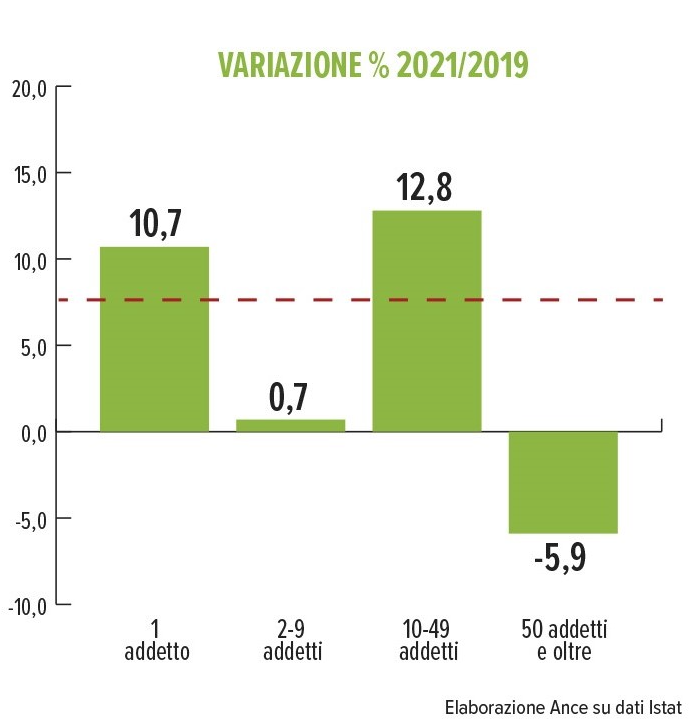 VARIAZIONE % 2021/2019
20,0
15,0
10,0
5,0
0,0
-5,0
-10,0
10,7
0,7
12,8
-5,9
1
addetto
2-9
addetti
10-49
addetti
50 addetti
e oltre
Elaborazione Ance su dati Istat